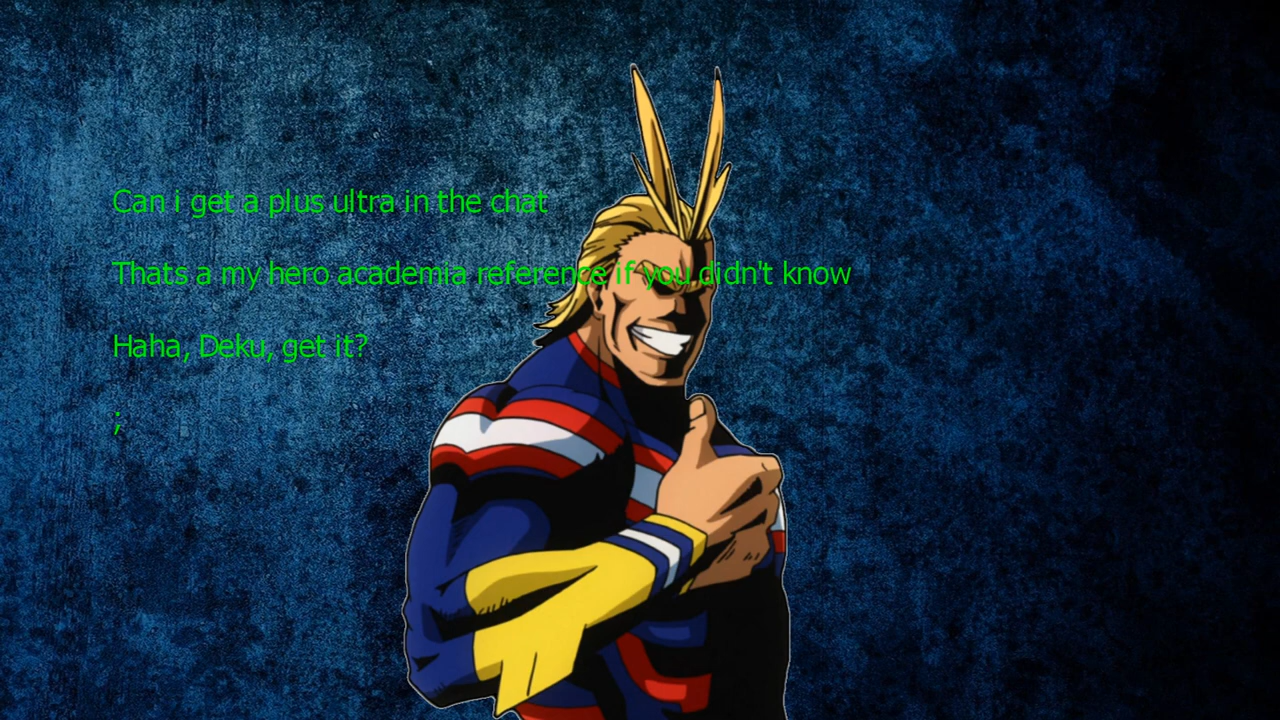 Can i get a plus ultra in the chat
Thats a my hero academia reference if you didn't know
Haha, Deku, get it?
;